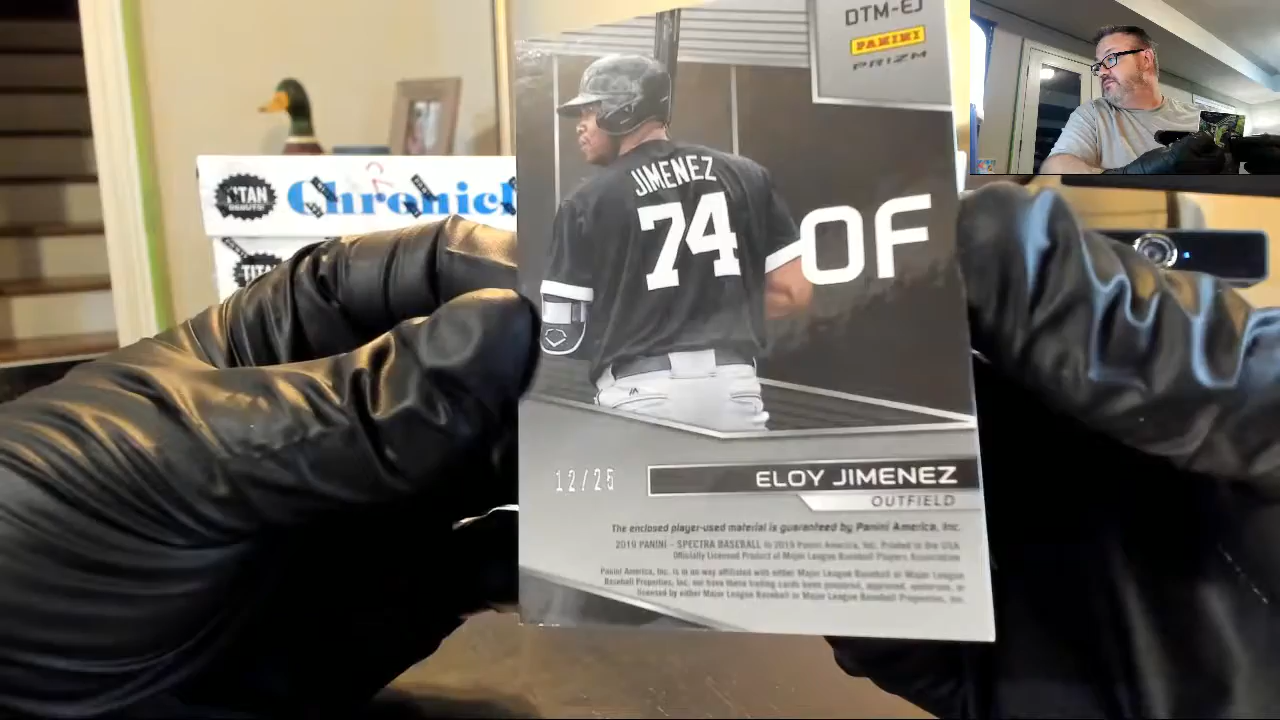 DTM-EJ
PANINI
PRIZM
JIMENEZ
74
OF
TITAN
Chronicl
12/25
ELOY JIMENEZ
OUTFIELD
The enclosed player-used material is guaranteed by Panini America, Inc.
2019 PANINI - SPECTRA BASEBALL © 2019 Panini America, Inc. Printed in the USA
Officially Licensed Product of Major League Baseball Players Association
Panini America, Inc. is in no way affiliated with either Major League Baseball or Major League
Baseball Properties, Inc. nor have these trading cards been prepared, approved, endorsed, or
licensed by either Major League Baseball or Major League Baseball Properties, Inc.